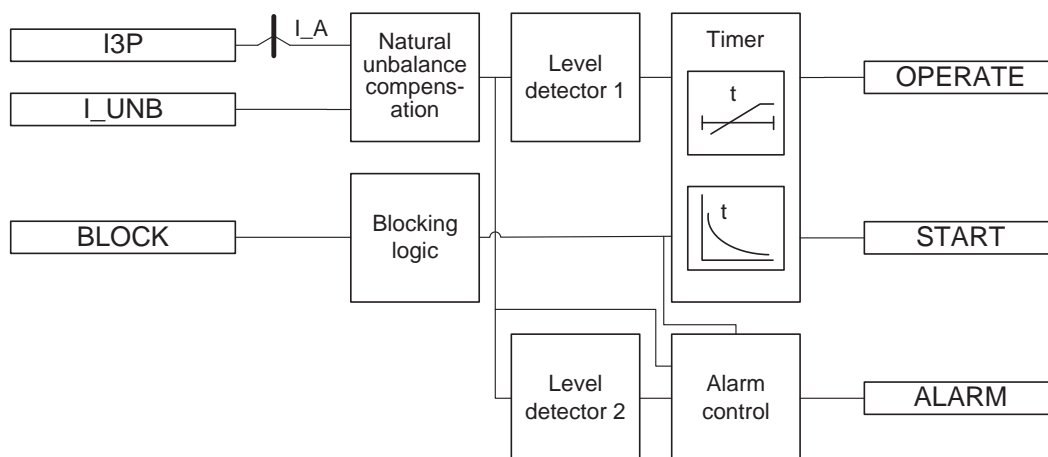 I3P
I_A
Natural
unbalance
compens-
ation
Level
detector 1
Timer
t
OPERATE
I_UNB
BLOCK
Blocking
logic
t
START
Level
detector 2
Alarm
control
ALARM